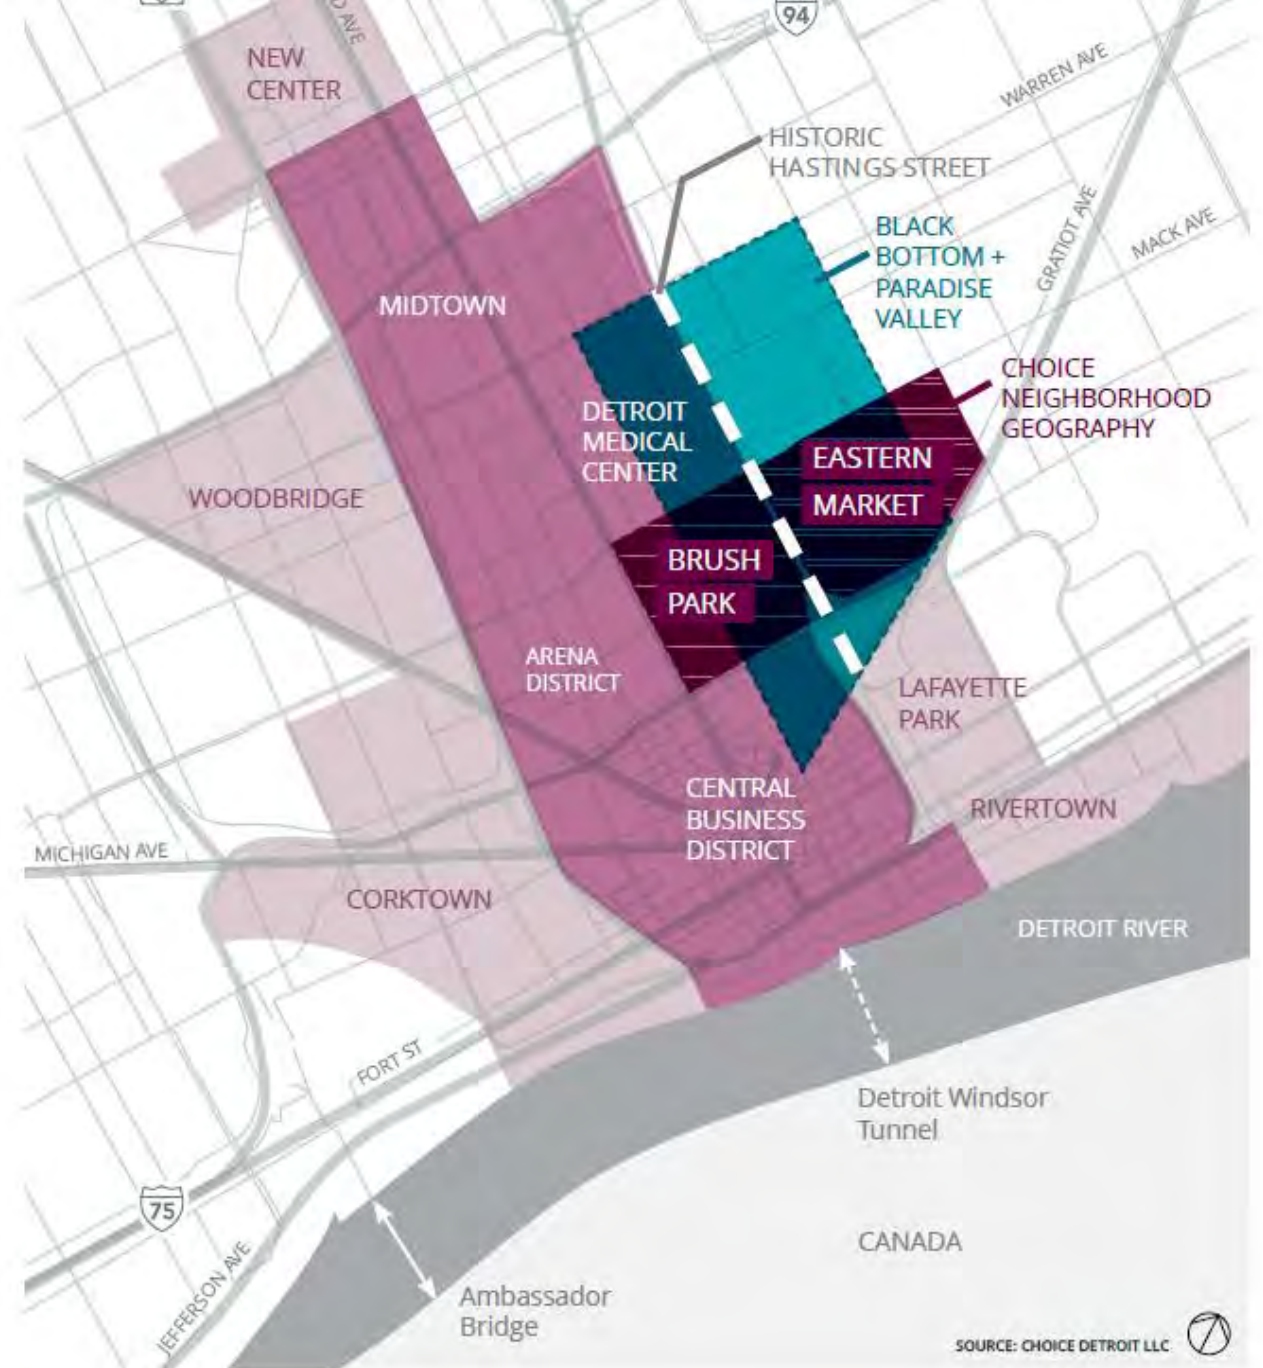 NEW
CENTER
D AVE
94
WARREN AVE
HISTORIC
HASTINGS STREET
BLACK
BOTTOM +
PARADISE
VALLEY
GRATIOT AVE
MACK AVE
MIDTOWN
CHOICE
NEIGHBORHOOD
GEOGRAPHY
DETROIT
MEDICAL
CENTER
EASTERN
MARKET
WOODBRIDGE
BRUSH
PARK
ARENA
DISTRICT
LAFAYETTE
PARK
CENTRAL
BUSINESS
DISTRICT
RIVERTOWN
MICHIGAN AVE
CORKTOWN
DETROIT RIVER
FORT ST
Detroit Windsor
Tunnel
75
CANADA
JEFFERSON AVE
Ambassador
Bridge
SOURCE: CHOICE DETROIT LLC